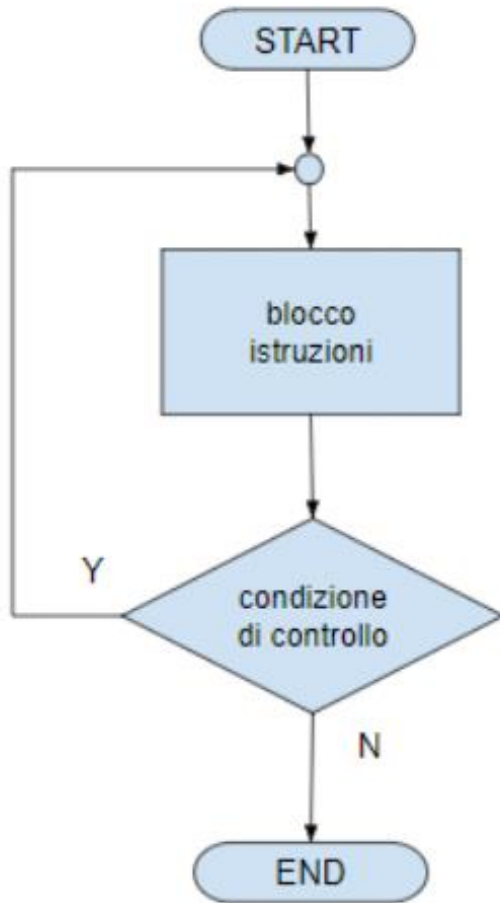 START
blocco
istruzioni
Y
condizione
di controllo
N
END